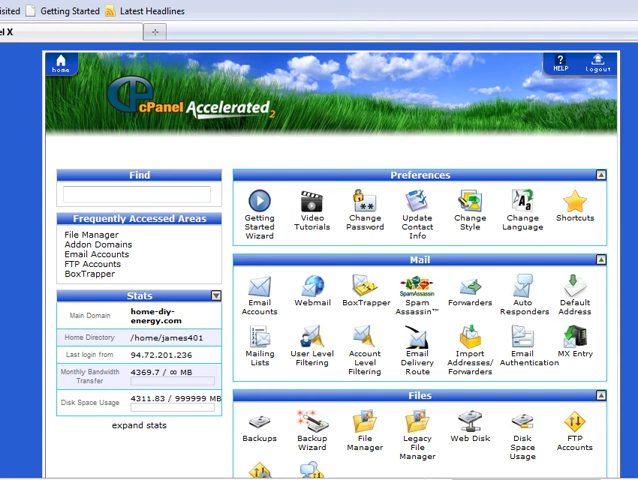 Getting Started Latest Headlines
home
HELP logout
cPanel Accelerated2
Find
Frequently Accessed Areas
File Manager
Addon Domains
Email Accounts
FTP Accounts
BoxTrapper
Stats
Main Domain home-diy-energy.com
Home Directory /home/james401
Last login from 94.72.201.236
Monthly Bandwidth Transfer 4369.7 / ∞ MB
Disk Space Usage 4311.83 / 999999 MB
expand stats
Preferences
Getting Started Wizard
Video Tutorials
Change Password
Update Contact Info
Change Style
Change Language
Shortcuts
Mail
Email Accounts
Webmail
BoxTrapper
Spam Assassin™
Forwarders
Auto Responders
Default Address
Mailing Lists
User Level Filtering
Account Level Filtering
Email Delivery Route
Import Addresses/ Forwarders
Email Authentication
MX Entry
Files
Backups
Backup Wizard
File Manager
Legacy File Manager
Web Disk
Disk Space Usage
FTP Accounts